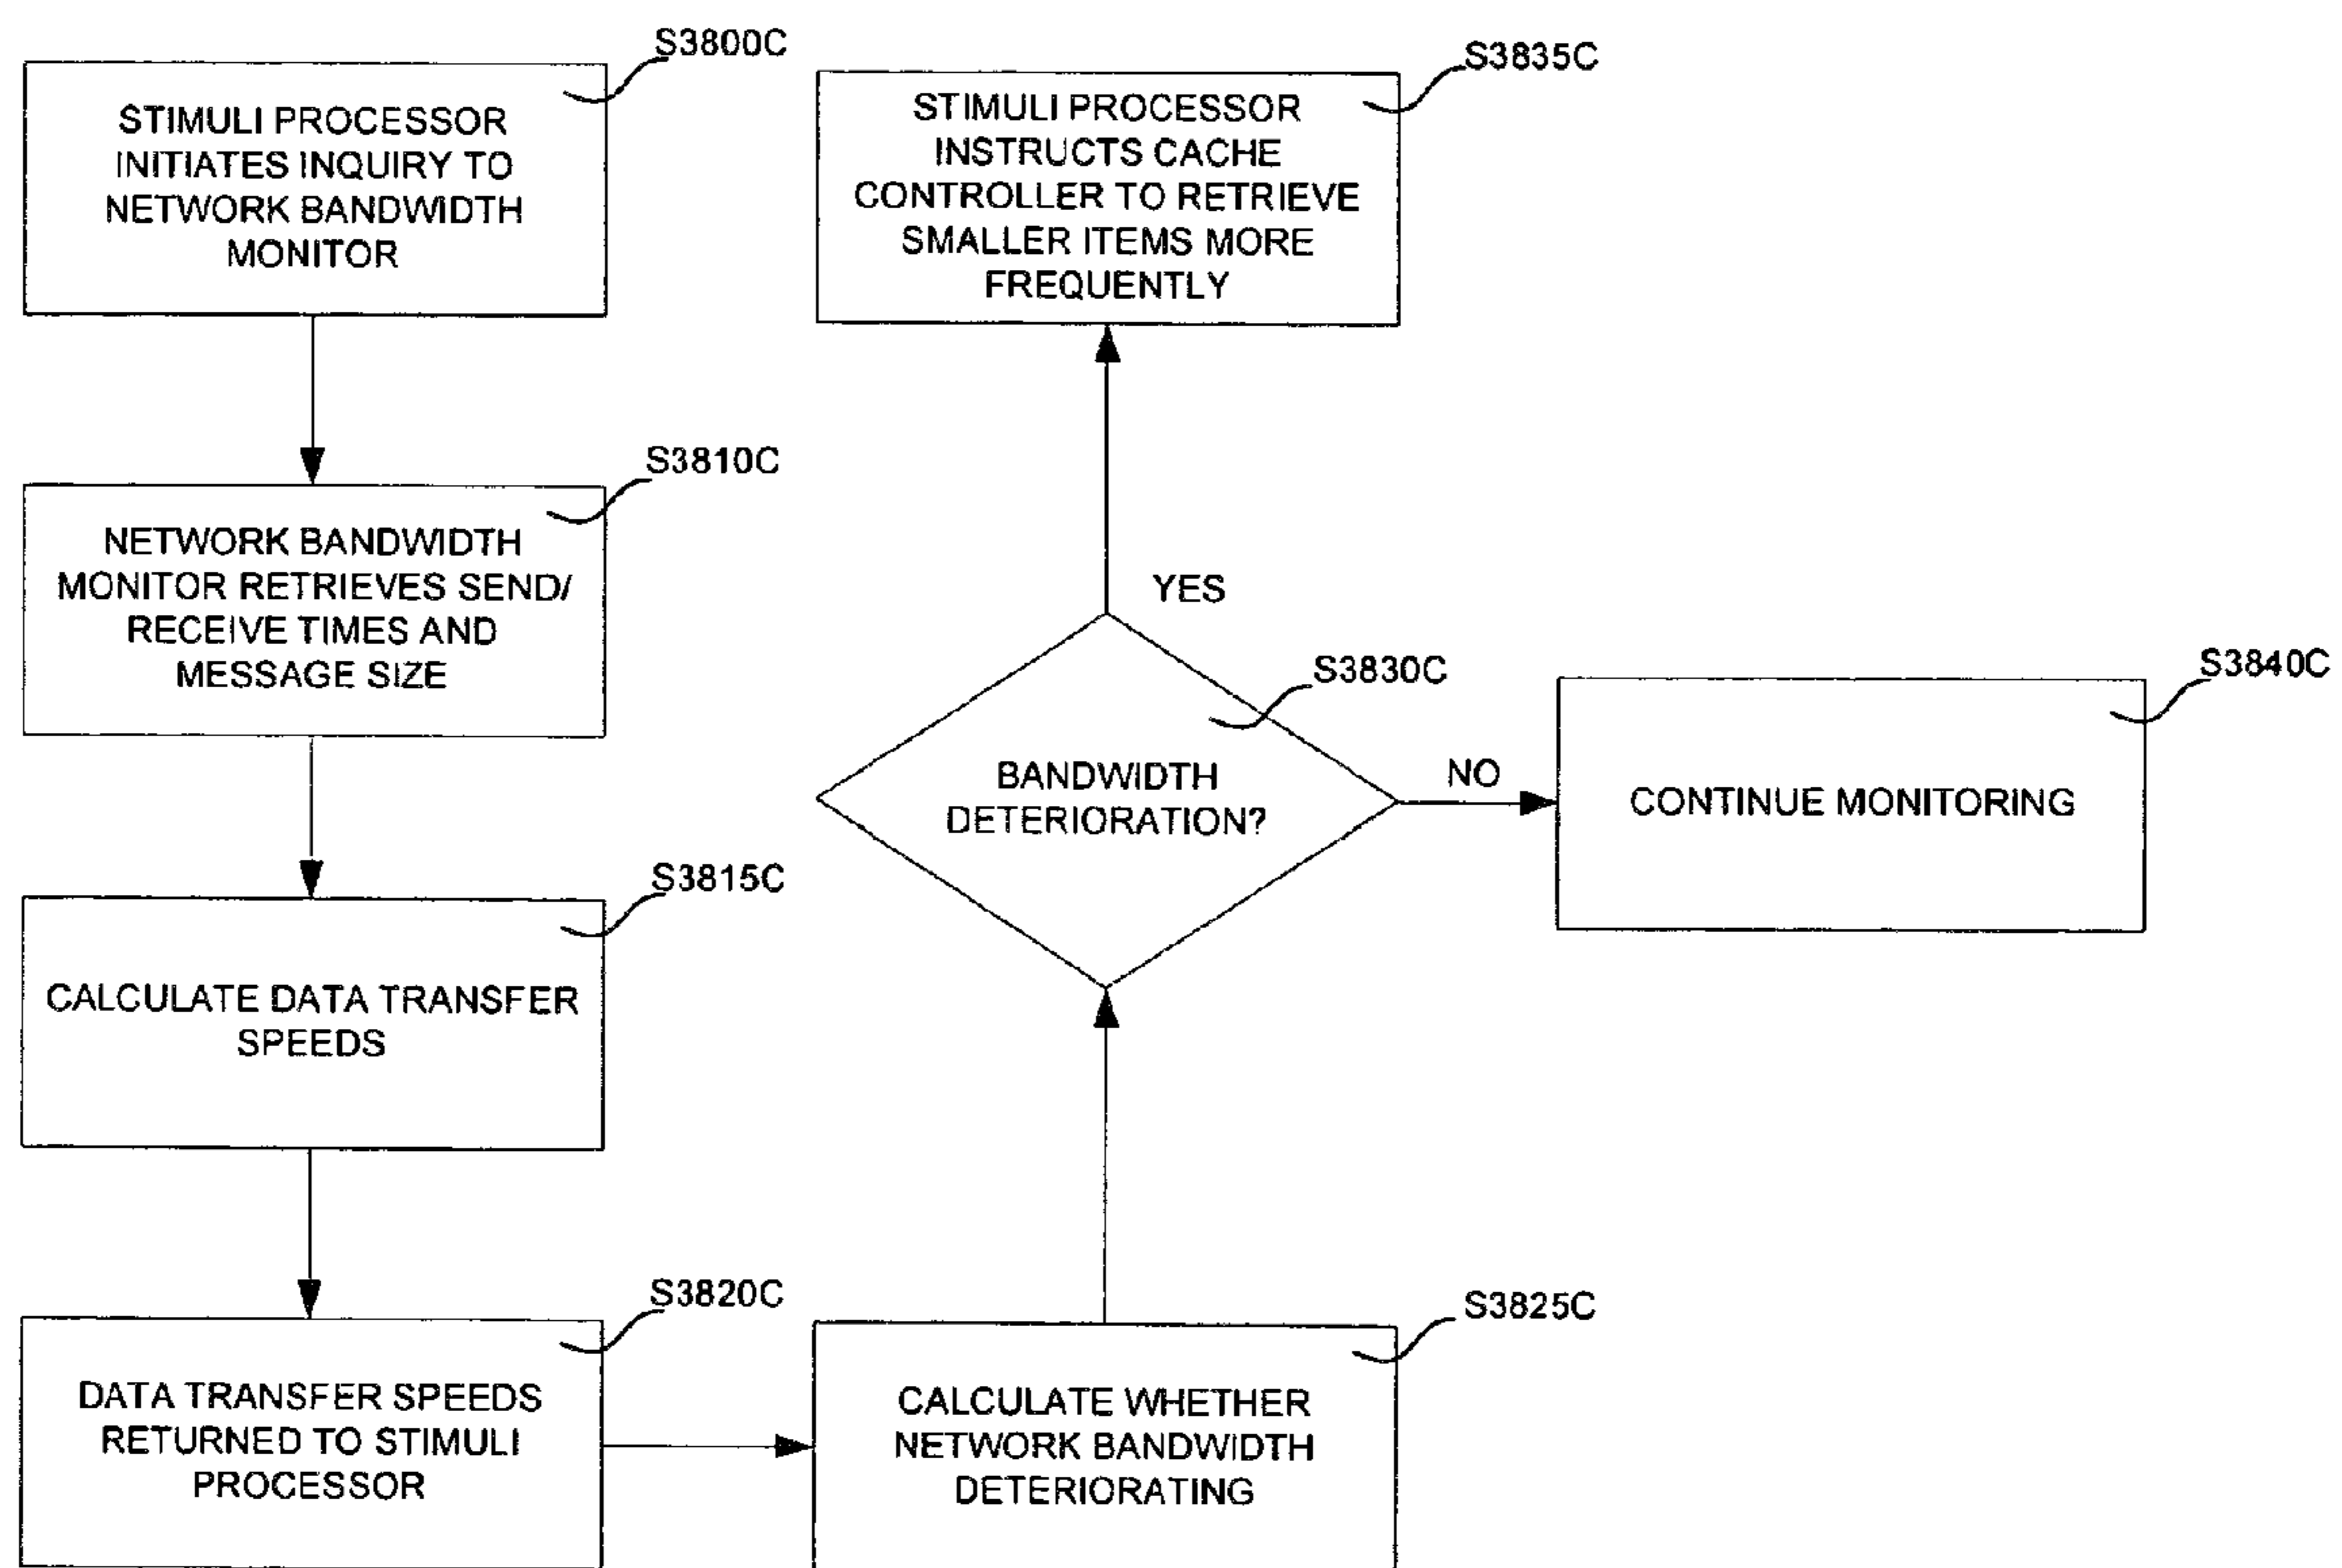 S3800C
STIMULI PROCESSOR
INITIATES INQUIRY TO
NETWORK BANDWIDTH
MONITOR
S3810C
NETWORK BANDWIDTH
MONITOR RETRIEVES SEND/
RECEIVE TIMES AND
MESSAGE SIZE
S3815C
CALCULATE DATA TRANSFER
SPEEDS
S3820C
DATA TRANSFER SPEEDS
RETURNED TO STIMULI
PROCESSOR
S3825C
CALCULATE WHETHER
NETWORK BANDWIDTH
DETERIORATING
S3830C
BANDWIDTH
DETERIORATION?
YES
S3835C
STIMULI PROCESSOR
INSTRUCTS CACHE
CONTROLLER TO RETRIEVE
SMALLER ITEMS MORE
FREQUENTLY
NO
S3840C
CONTINUE MONITORING